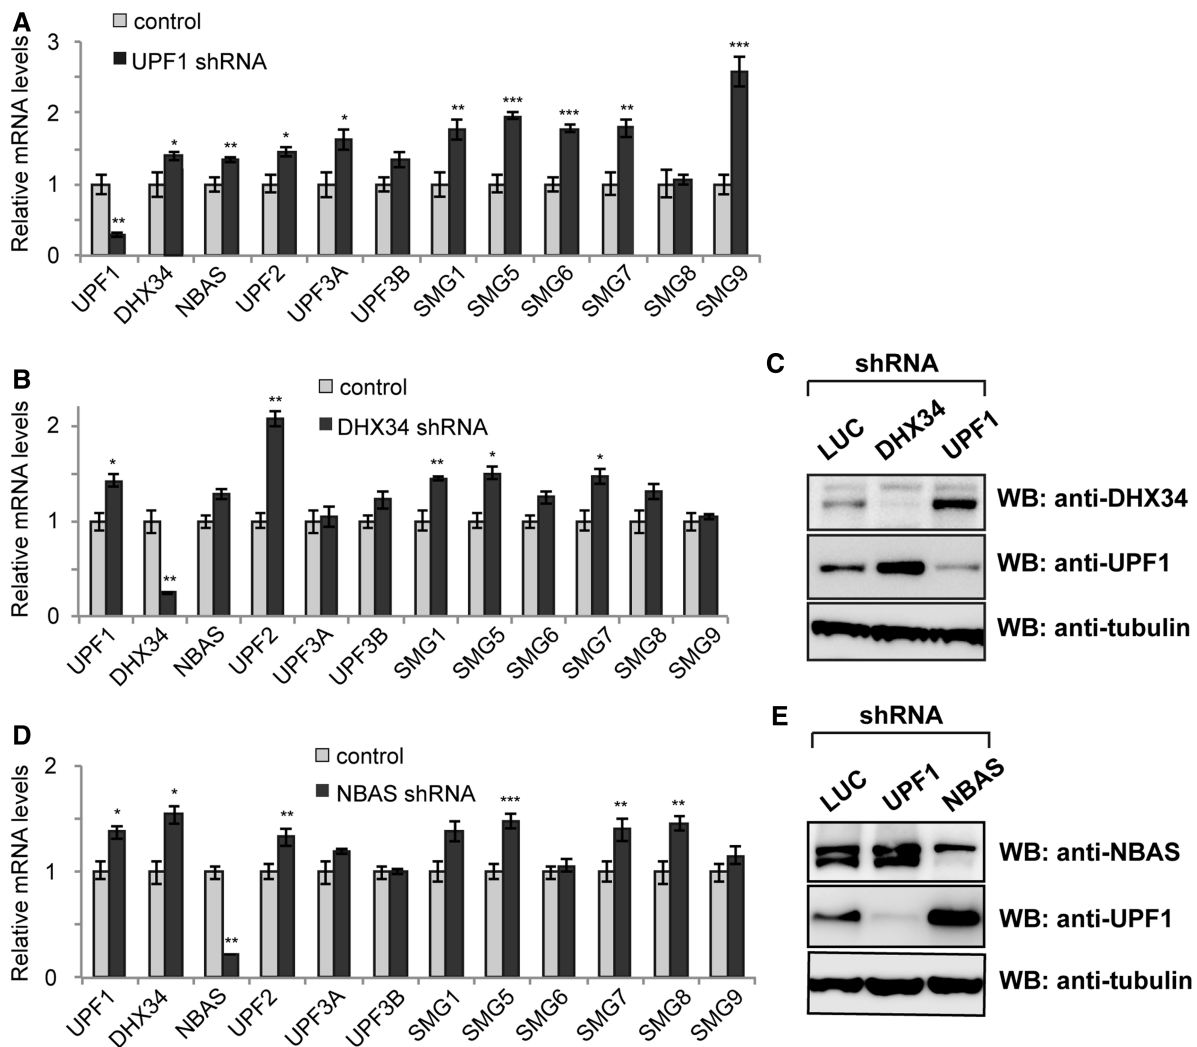 A
control
UPF1 shRNA
Relative mRNA levels
3
2
1
0
** * ** * * ** *** *** ** ***
UPF1 DHX34 NBAS UPF2 UPF3A UPF3B SMG1 SMG5 SMG6 SMG7 SMG8 SMG9
B
control
DHX34 shRNA
Relative mRNA levels
2
1
0
* ** ** ** * *
UPF1 DHX34 NBAS UPF2 UPF3A UPF3B SMG1 SMG5 SMG6 SMG7 SMG8 SMG9
C
shRNA
LUC DHX34 UPF1
WB: anti-DHX34
WB: anti-UPF1
WB: anti-tubulin
D
control
NBAS shRNA
Relative mRNA levels
2
1
0
* * ** ** *** ** **
UPF1 DHX34 NBAS UPF2 UPF3A UPF3B SMG1 SMG5 SMG6 SMG7 SMG8 SMG9
E
shRNA
LUC UPF1 NBAS
WB: anti-NBAS
WB: anti-UPF1
WB: anti-tubulin